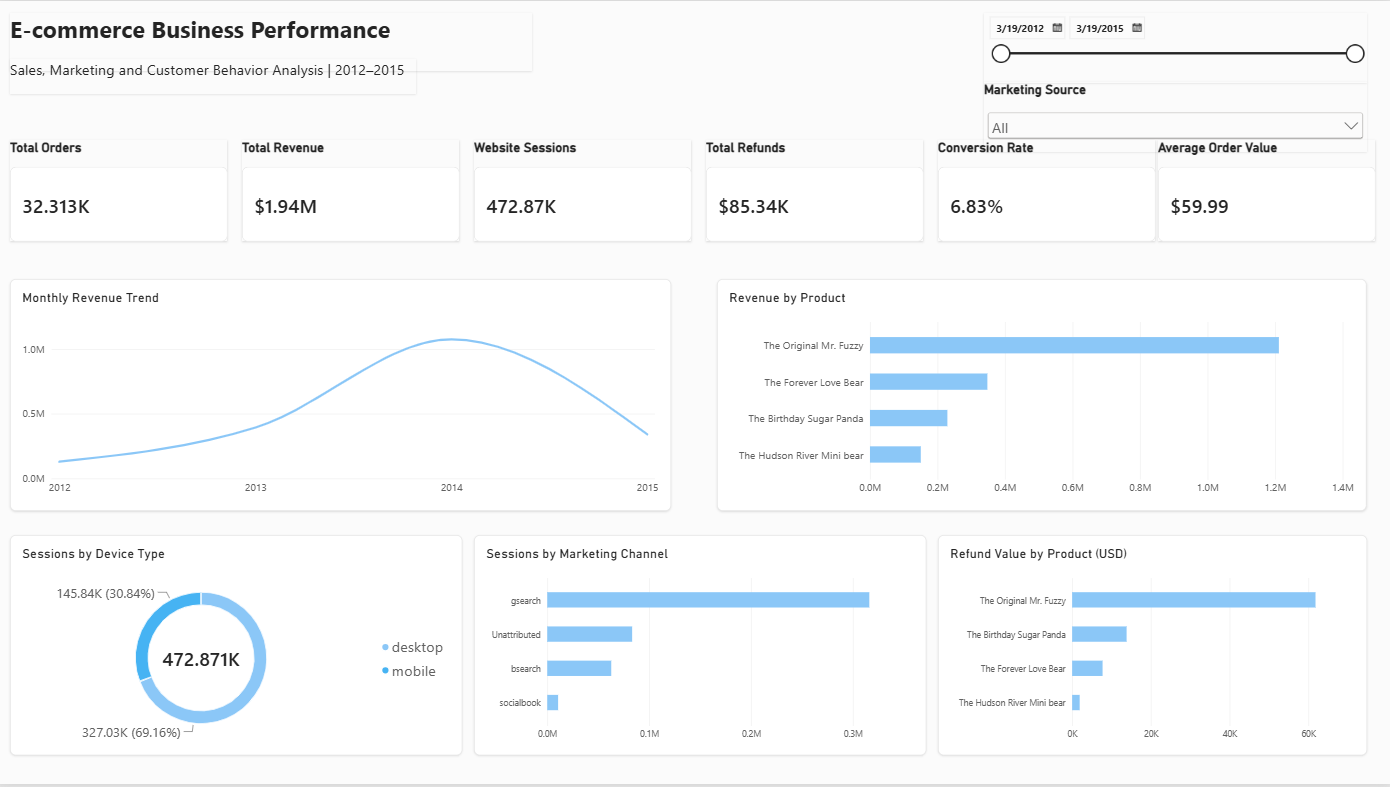 E-commerce Business Performance
Sales, Marketing and Customer Behavior Analysis | 2012–2015
3/19/2012 3/19/2015
Marketing Source
All
Total Orders
32.313K
Total Revenue
$1.94M
Website Sessions
472.87K
Total Refunds
$85.34K
Conversion Rate
6.83%
Average Order Value
$59.99
Monthly Revenue Trend
1.0M
0.5M
0.0M
2012 2013 2014 2015
Revenue by Product
The Original Mr. Fuzzy
The Forever Love Bear
The Birthday Sugar Panda
The Hudson River Mini bear
0.0M 0.2M 0.4M 0.6M 0.8M 1.0M 1.2M 1.4M
Sessions by Device Type
145.84K (30.84%)
472.871K
327.03K (69.16%)
desktop
mobile
Sessions by Marketing Channel
gsearch
Unattributed
bsearch
socialbook
0.0M 0.1M 0.2M 0.3M
Refund Value by Product (USD)
The Original Mr. Fuzzy
The Birthday Sugar Panda
The Forever Love Bear
The Hudson River Mini bear
0K 20K 40K 60K